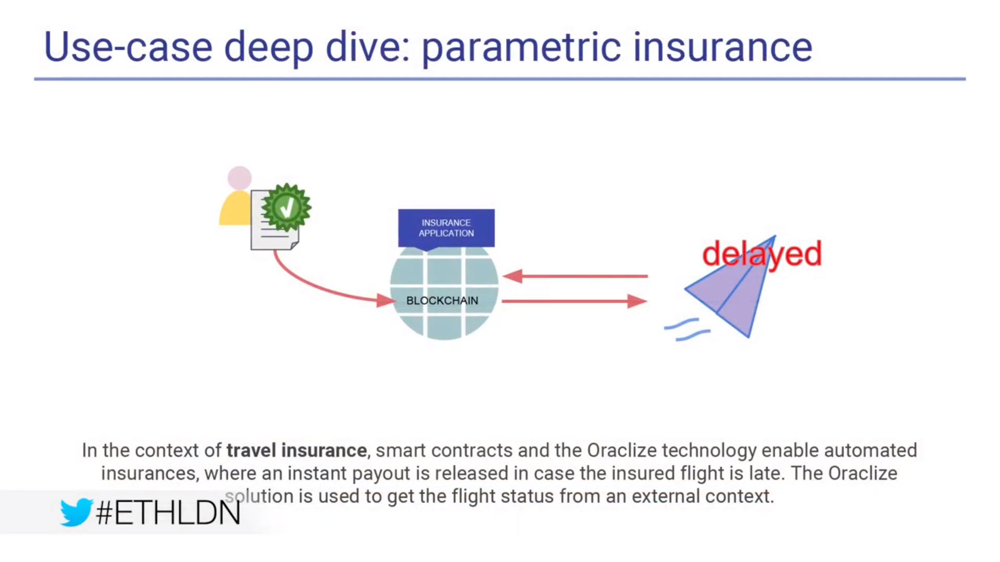 Use-case deep dive: parametric insurance
INSURANCE
APPLICATION
BLOCKCHAIN
delayed
In the context of travel insurance, smart contracts and the Oraclize technology enable automated
insurances, where an instant payout is released in case the insured flight is late. The Oraclize
solution is used to get the flight status from an external context.
#ETHLDN